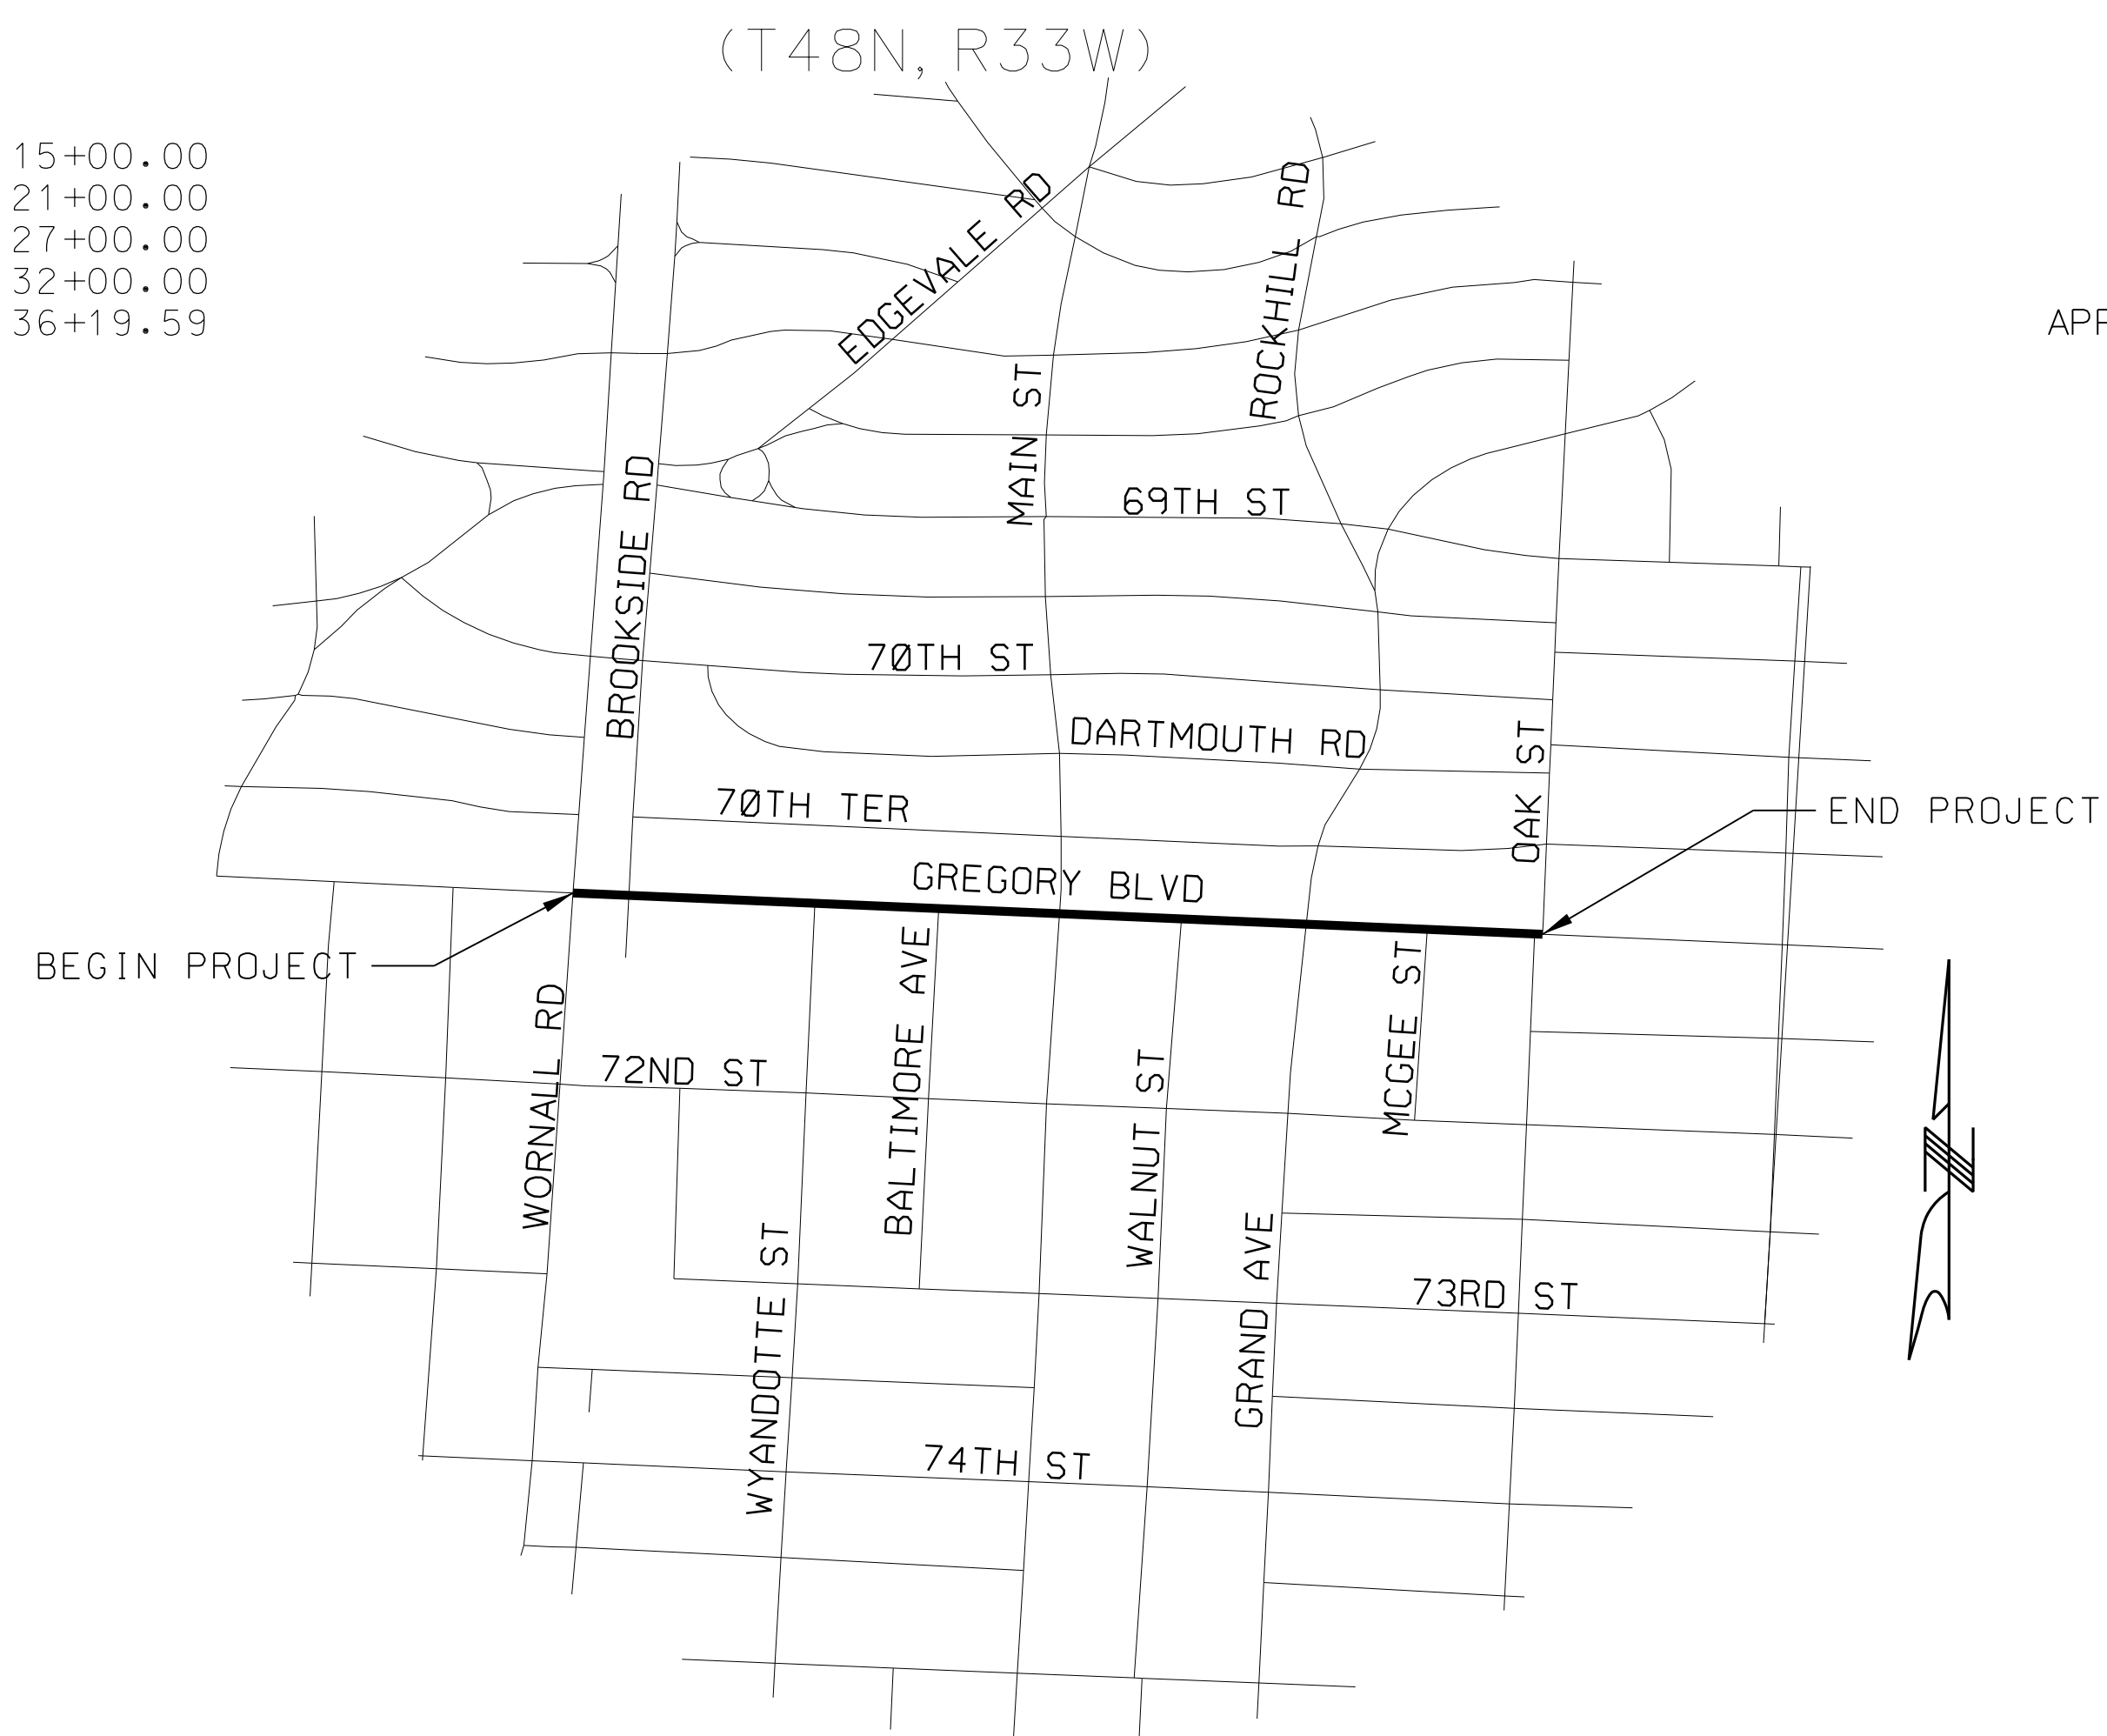 (T48N, R33W)
15+00.00
21+00.00
27+00.00
32+00.00
36+19.59
APP
EDGEVALE RD
ROCKHILL RD
MAIN ST
BROOKSIDE RD
69TH ST
70TH ST
DARTMOUTH RD
OAK ST
70TH TER
END PROJECT
GREGORY BLVD
BEGIN PROJECT
WORNALL RD
BALTIMORE AVE
MCGEE ST
72ND ST
WALNUT ST
N
WYANDOTTE ST
GRAND AVE
73RD ST
74TH ST